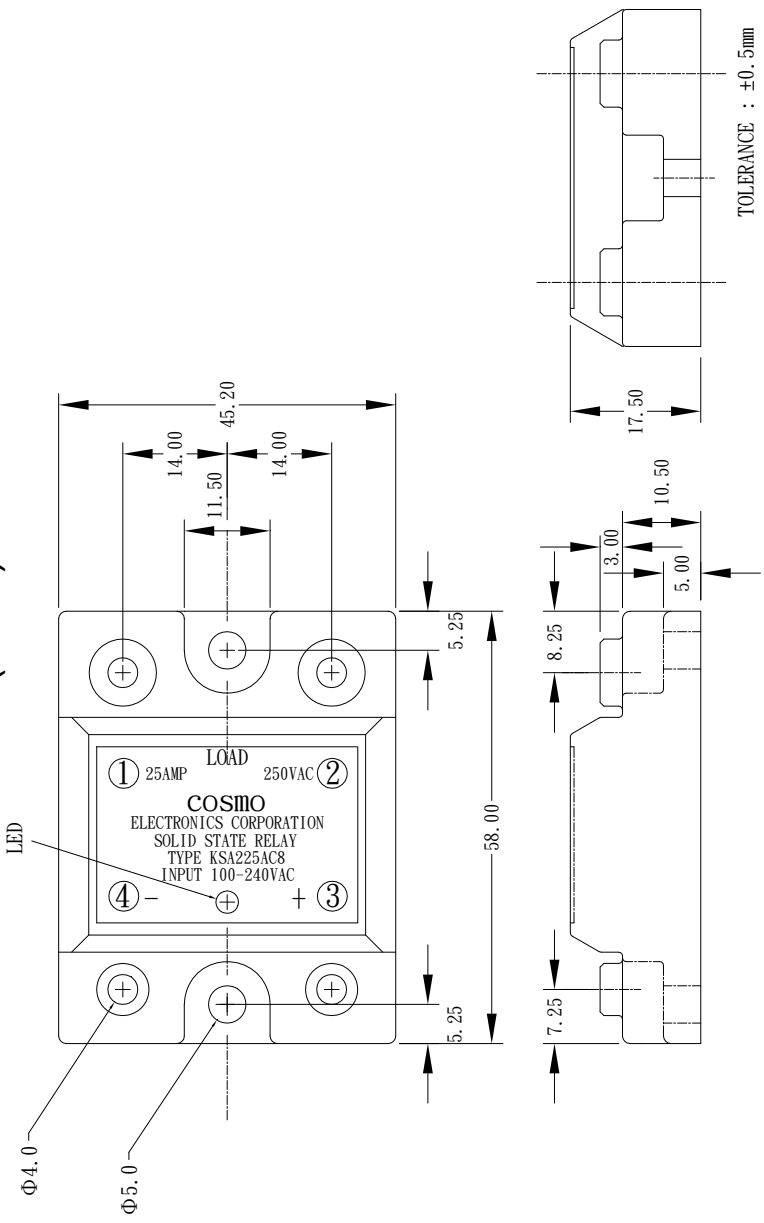 LED
Φ4.0
Φ5.0
① 25AMP LOAD 250VAC ②
cosmo
ELECTRONICS CORPORATION
SOLID STATE RELAY
TYPE KSA225AC8
INPUT 100-240VAC
④ - + ③
45.20
14.00
14.00
11.50
5.25
5.25
58.00
8.25
7.25
3.00
5.00
10.50
17.50
TOLERANCE : ±0.5mm